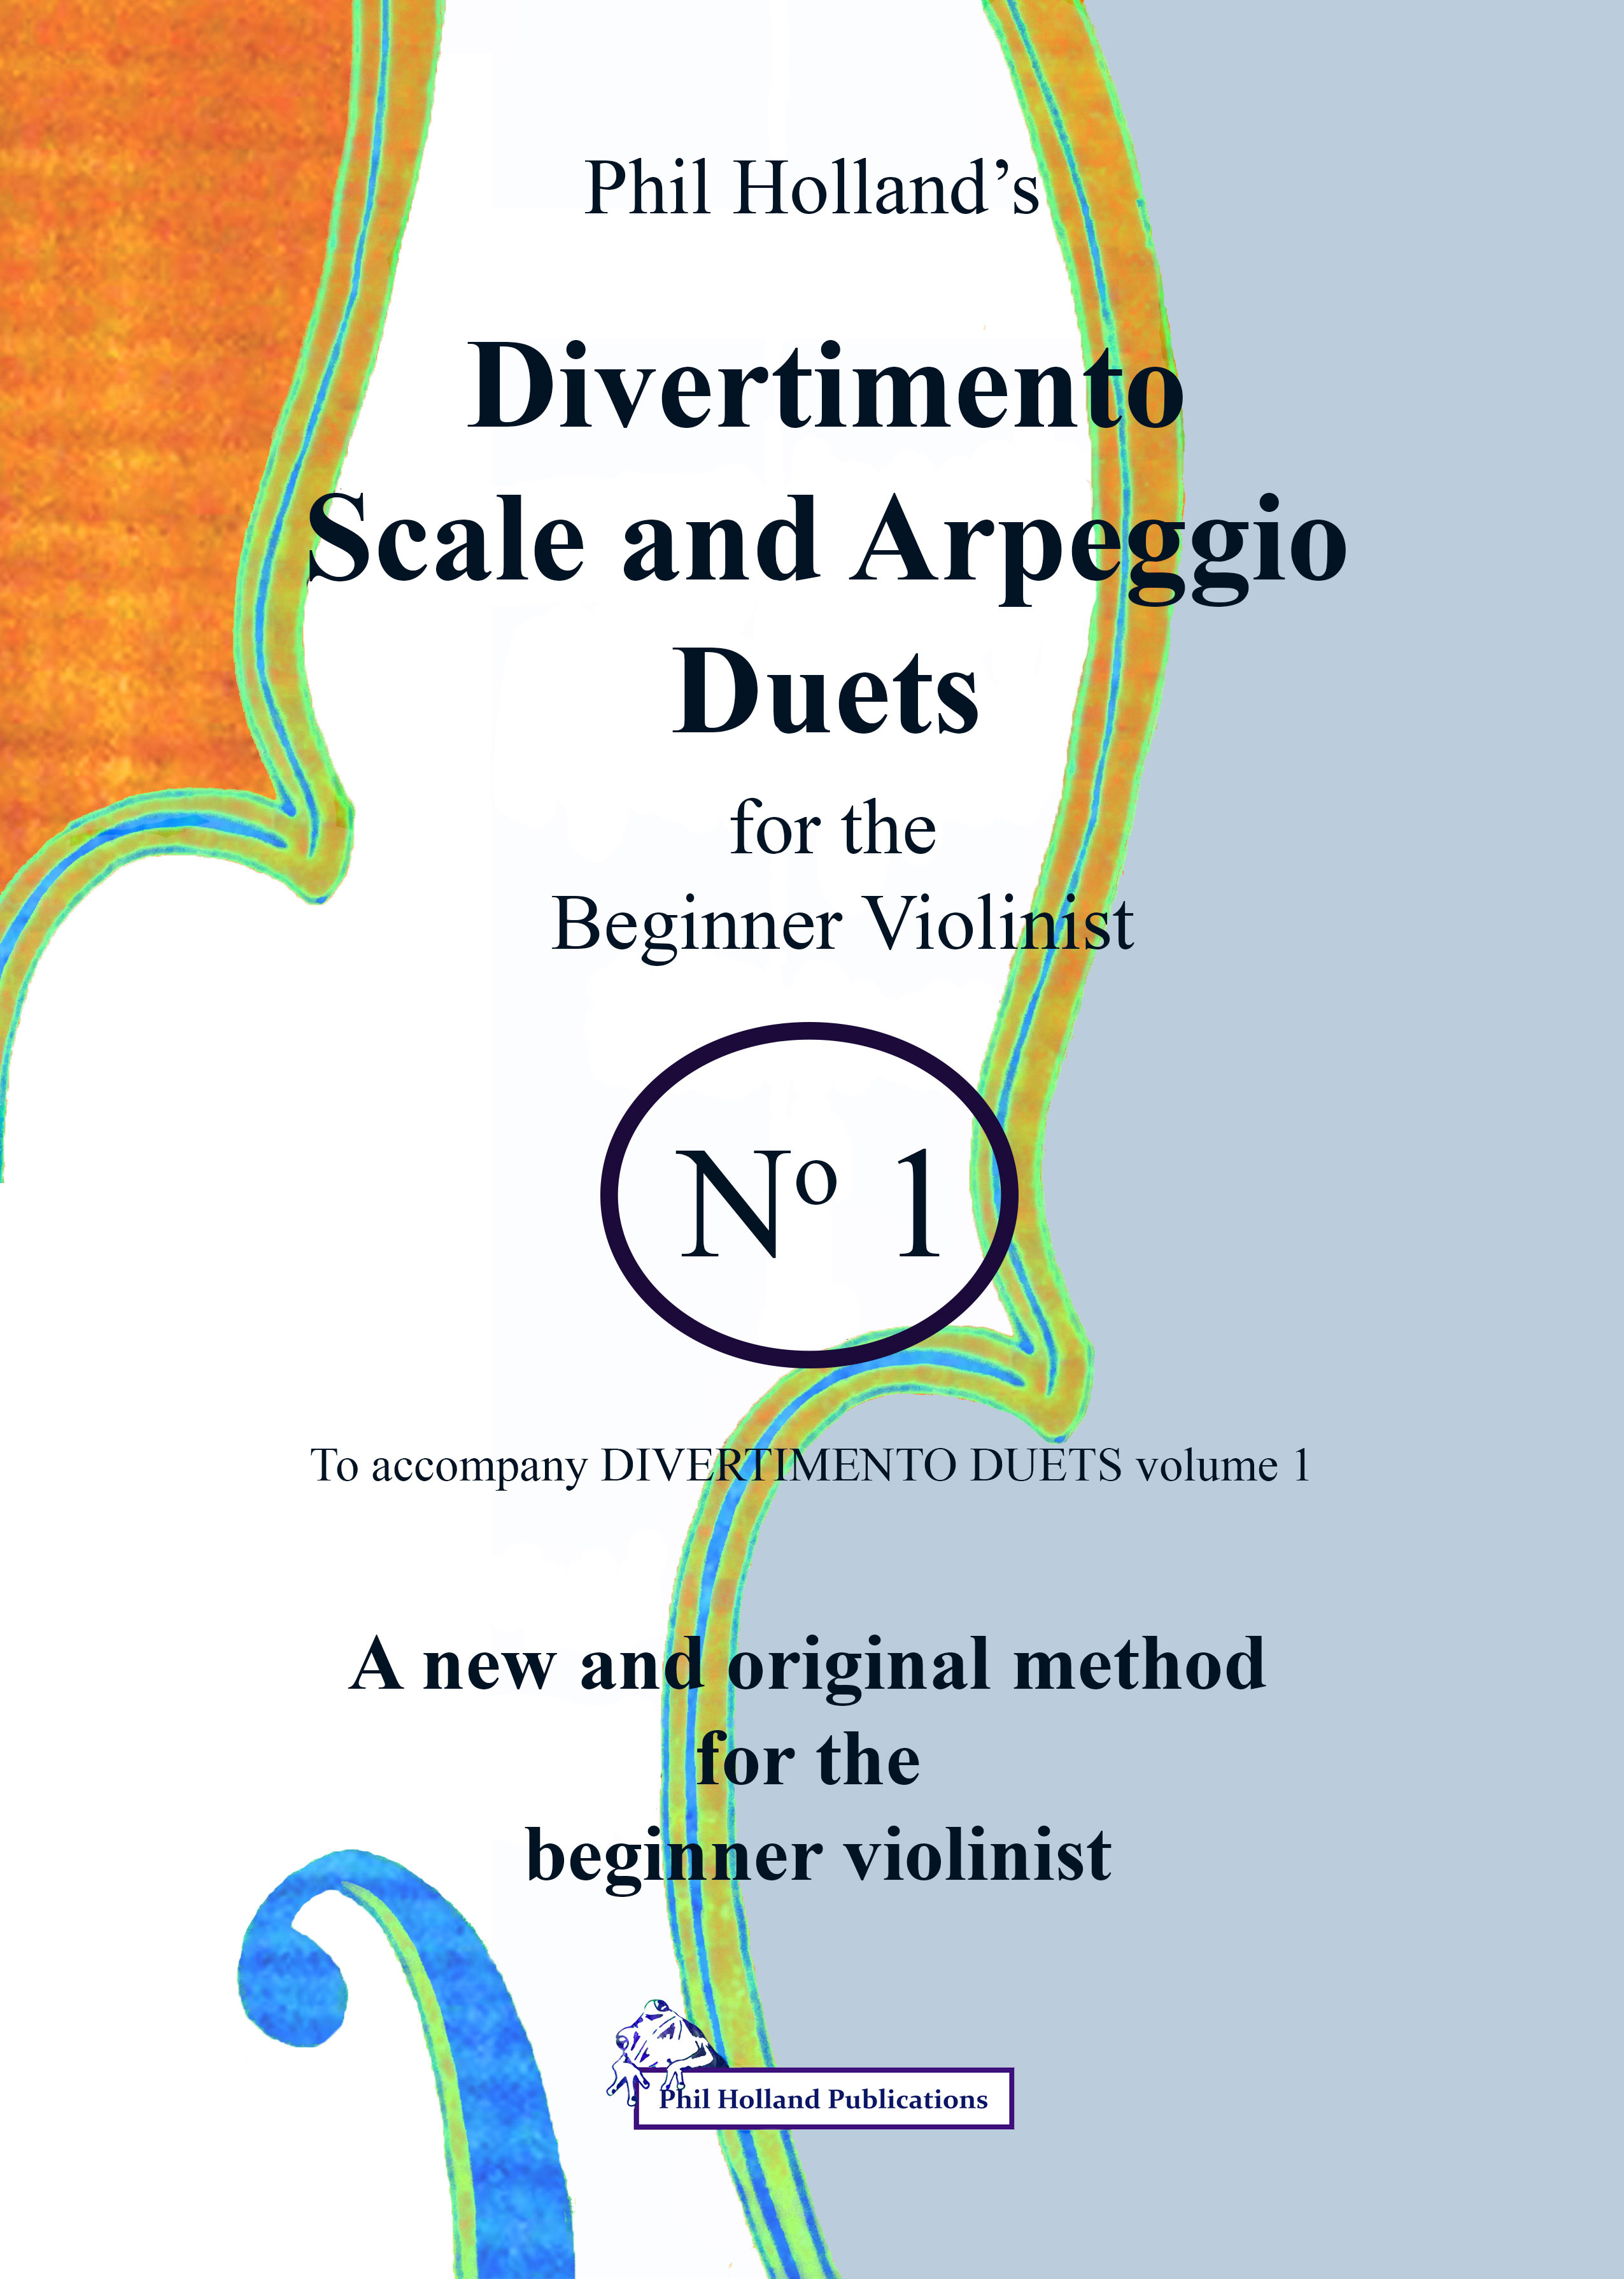 Phil Holland’s
Divertimento
Scale and Arpeggio
Duets
for the
Beginner Violinist
Nº 1
To accompany DIVERTIMENTO DUETS volume 1
A new and original method
for the
beginner violinist
Phil Holland Publications